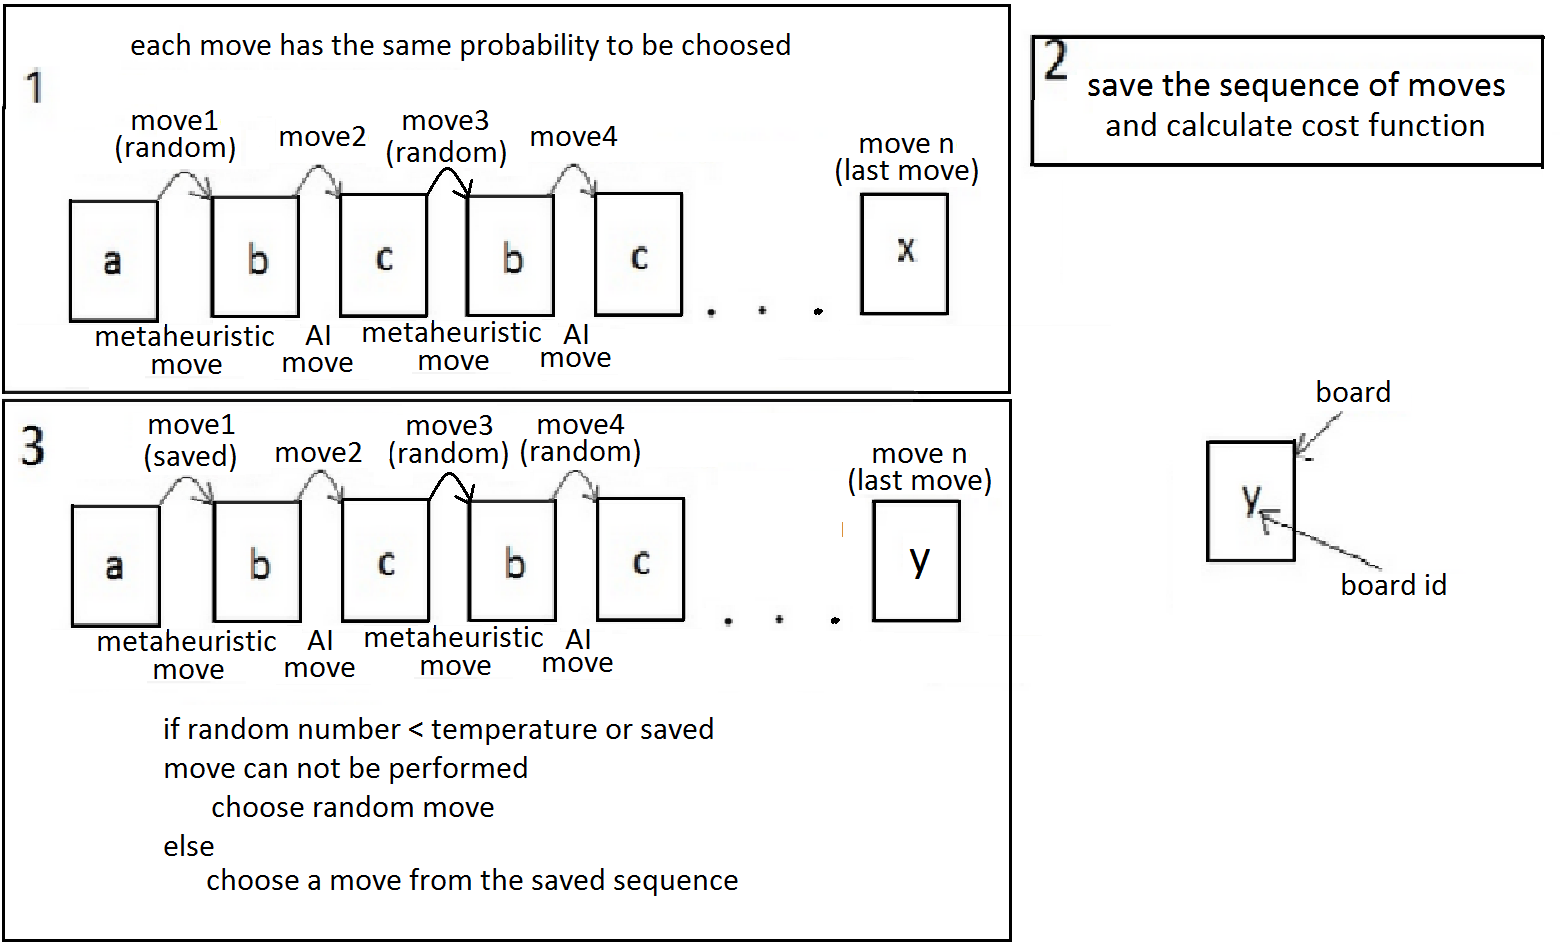 each move has the same probability to be choosed
1
move1
(random)
move2
move3
(random)
move4
move n
(last move)
a
b
c
b
c
. . .
x
metaheuristic
move
AI
move
metaheuristic
move
AI
move
2
save the sequence of moves
and calculate cost function
3
move1
(saved)
move2
move3
(random)
move4
(random)
move n
(last move)
a
b
c
b
c
. . .
y
metaheuristic
move
AI
move
metaheuristic
move
AI
move
if random number < temperature or saved
move can not be performed
choose random move
else
choose a move from the saved sequence
board
y
board id